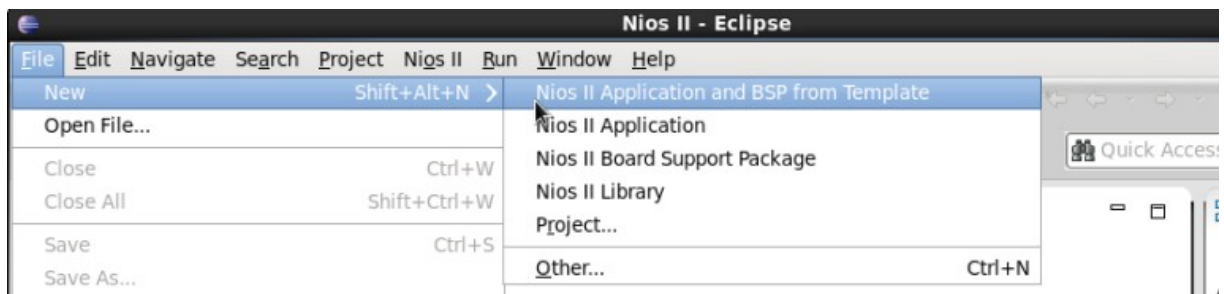 Nios II - Eclipse
File Edit Navigate Search Project Nios II Run Window Help
New Shift+Alt+N
Nios II Application and BSP from Template
Open File...
Nios II Application
Close Ctrl+W
Nios II Board Support Package
Quick Access
Close All Shift+Ctrl+W
Nios II Library
Project...
Save Ctrl+S
Other... Ctrl+N
Save As...